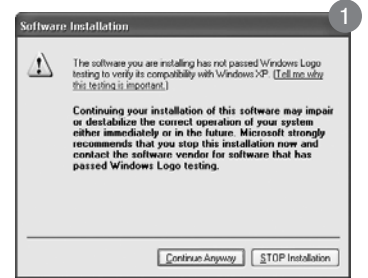 1
Software Installation
The software you are installing has not passed Windows Logo
testing to verify its compatibility with Windows XP. (Tell me why
this testing is important.)
Continuing your installation of this software may impair
or destabilize the correct operation of your system
either immediately or in the future. Microsoft strongly
recommends that you stop this installation now and
contact the software vendor for software that has
passed Windows Logo testing.
Continue Anyway
STOP Installation